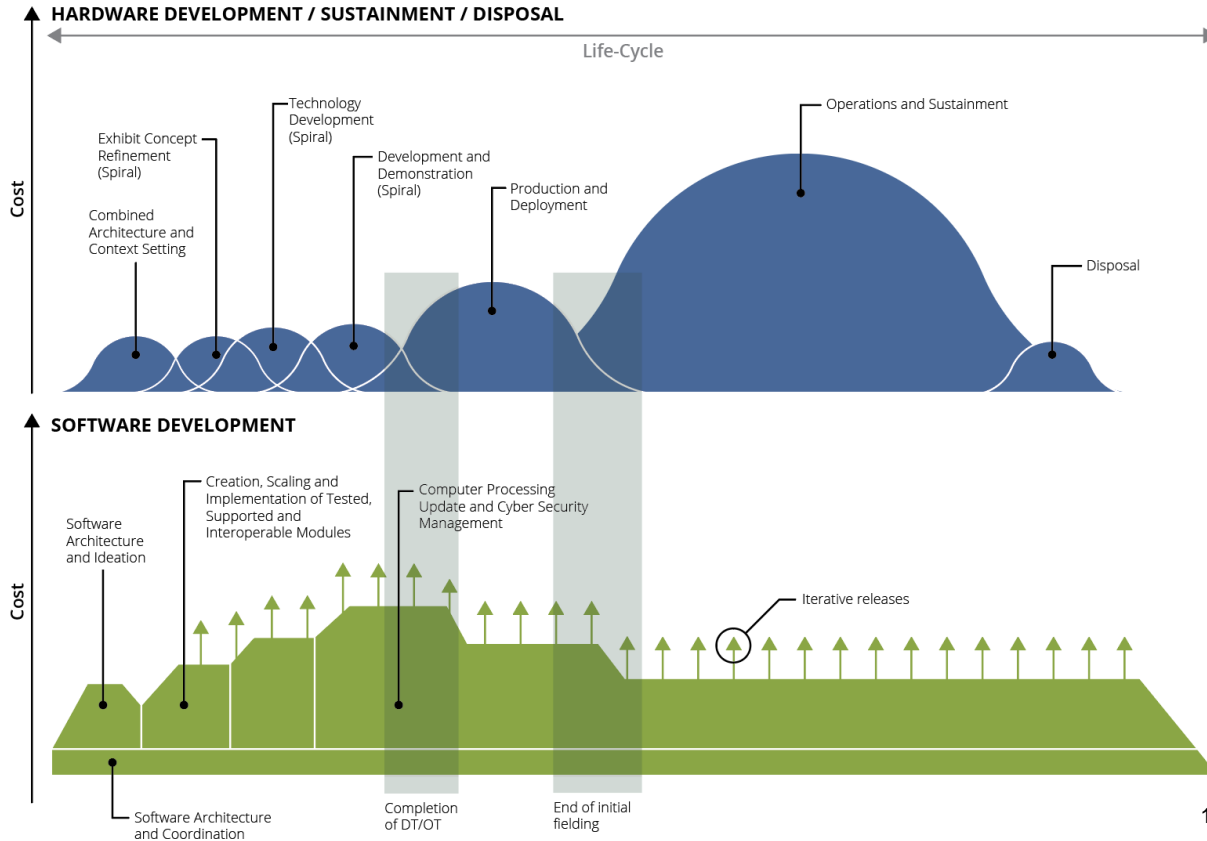 HARDWARE DEVELOPMENT / SUSTAINMENT / DISPOSAL
Life-Cycle
Cost
Combined
Architecture and
Context Setting
Exhibit Concept
Refinement
(Spiral)
Technology
Development
(Spiral)
Development and
Demonstration
(Spiral)
Production and
Deployment
Operations and Sustainment
Disposal
SOFTWARE DEVELOPMENT
Cost
Software
Architecture
and Ideation
Creation, Scaling and
Implementation of Tested,
Supported and
Interoperable Modules
Computer Processing
Update and Cyber Security
Management
Iterative releases
Software Architecture
and Coordination
Completion
of DT/OT
End of initial
fielding
1